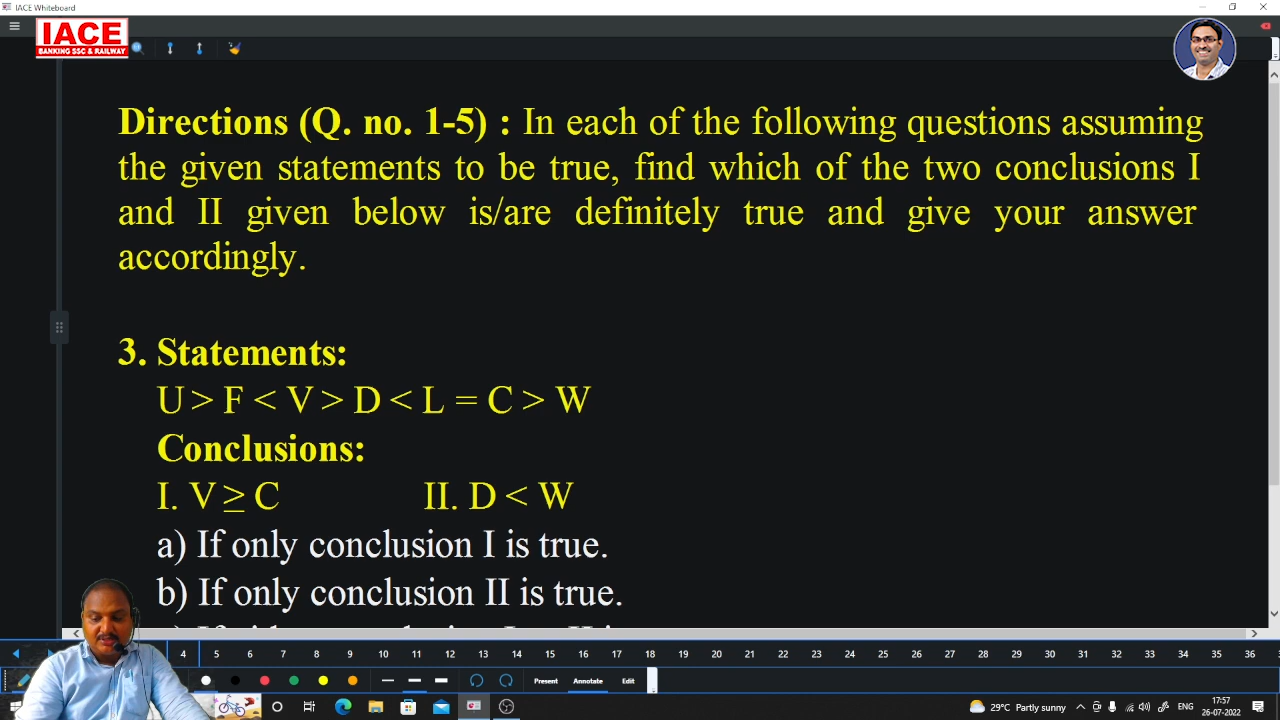 IACE Whiteboard
IACE
BANKING SSC & RAILWAY
Directions (Q. no. 1-5) : In each of the following questions assuming
the given statements to be true, find which of the two conclusions I
and II given below is/are definitely true and give your answer
accordingly.
3. Statements:
U > F < V > D < L = C > W
Conclusions:
I. V ≥ C II. D < W
a) If only conclusion I is true.
b) If only conclusion II is true.
4 5 6 7 8 9 10 11 12 13 14 15 16 17 18 19 20 21 22 23 24 25 26 27 28 29 30 31 32 33 34 35 36
Present Annotate Edit
29°C Partly sunny ENG 17:57
26-07-2022